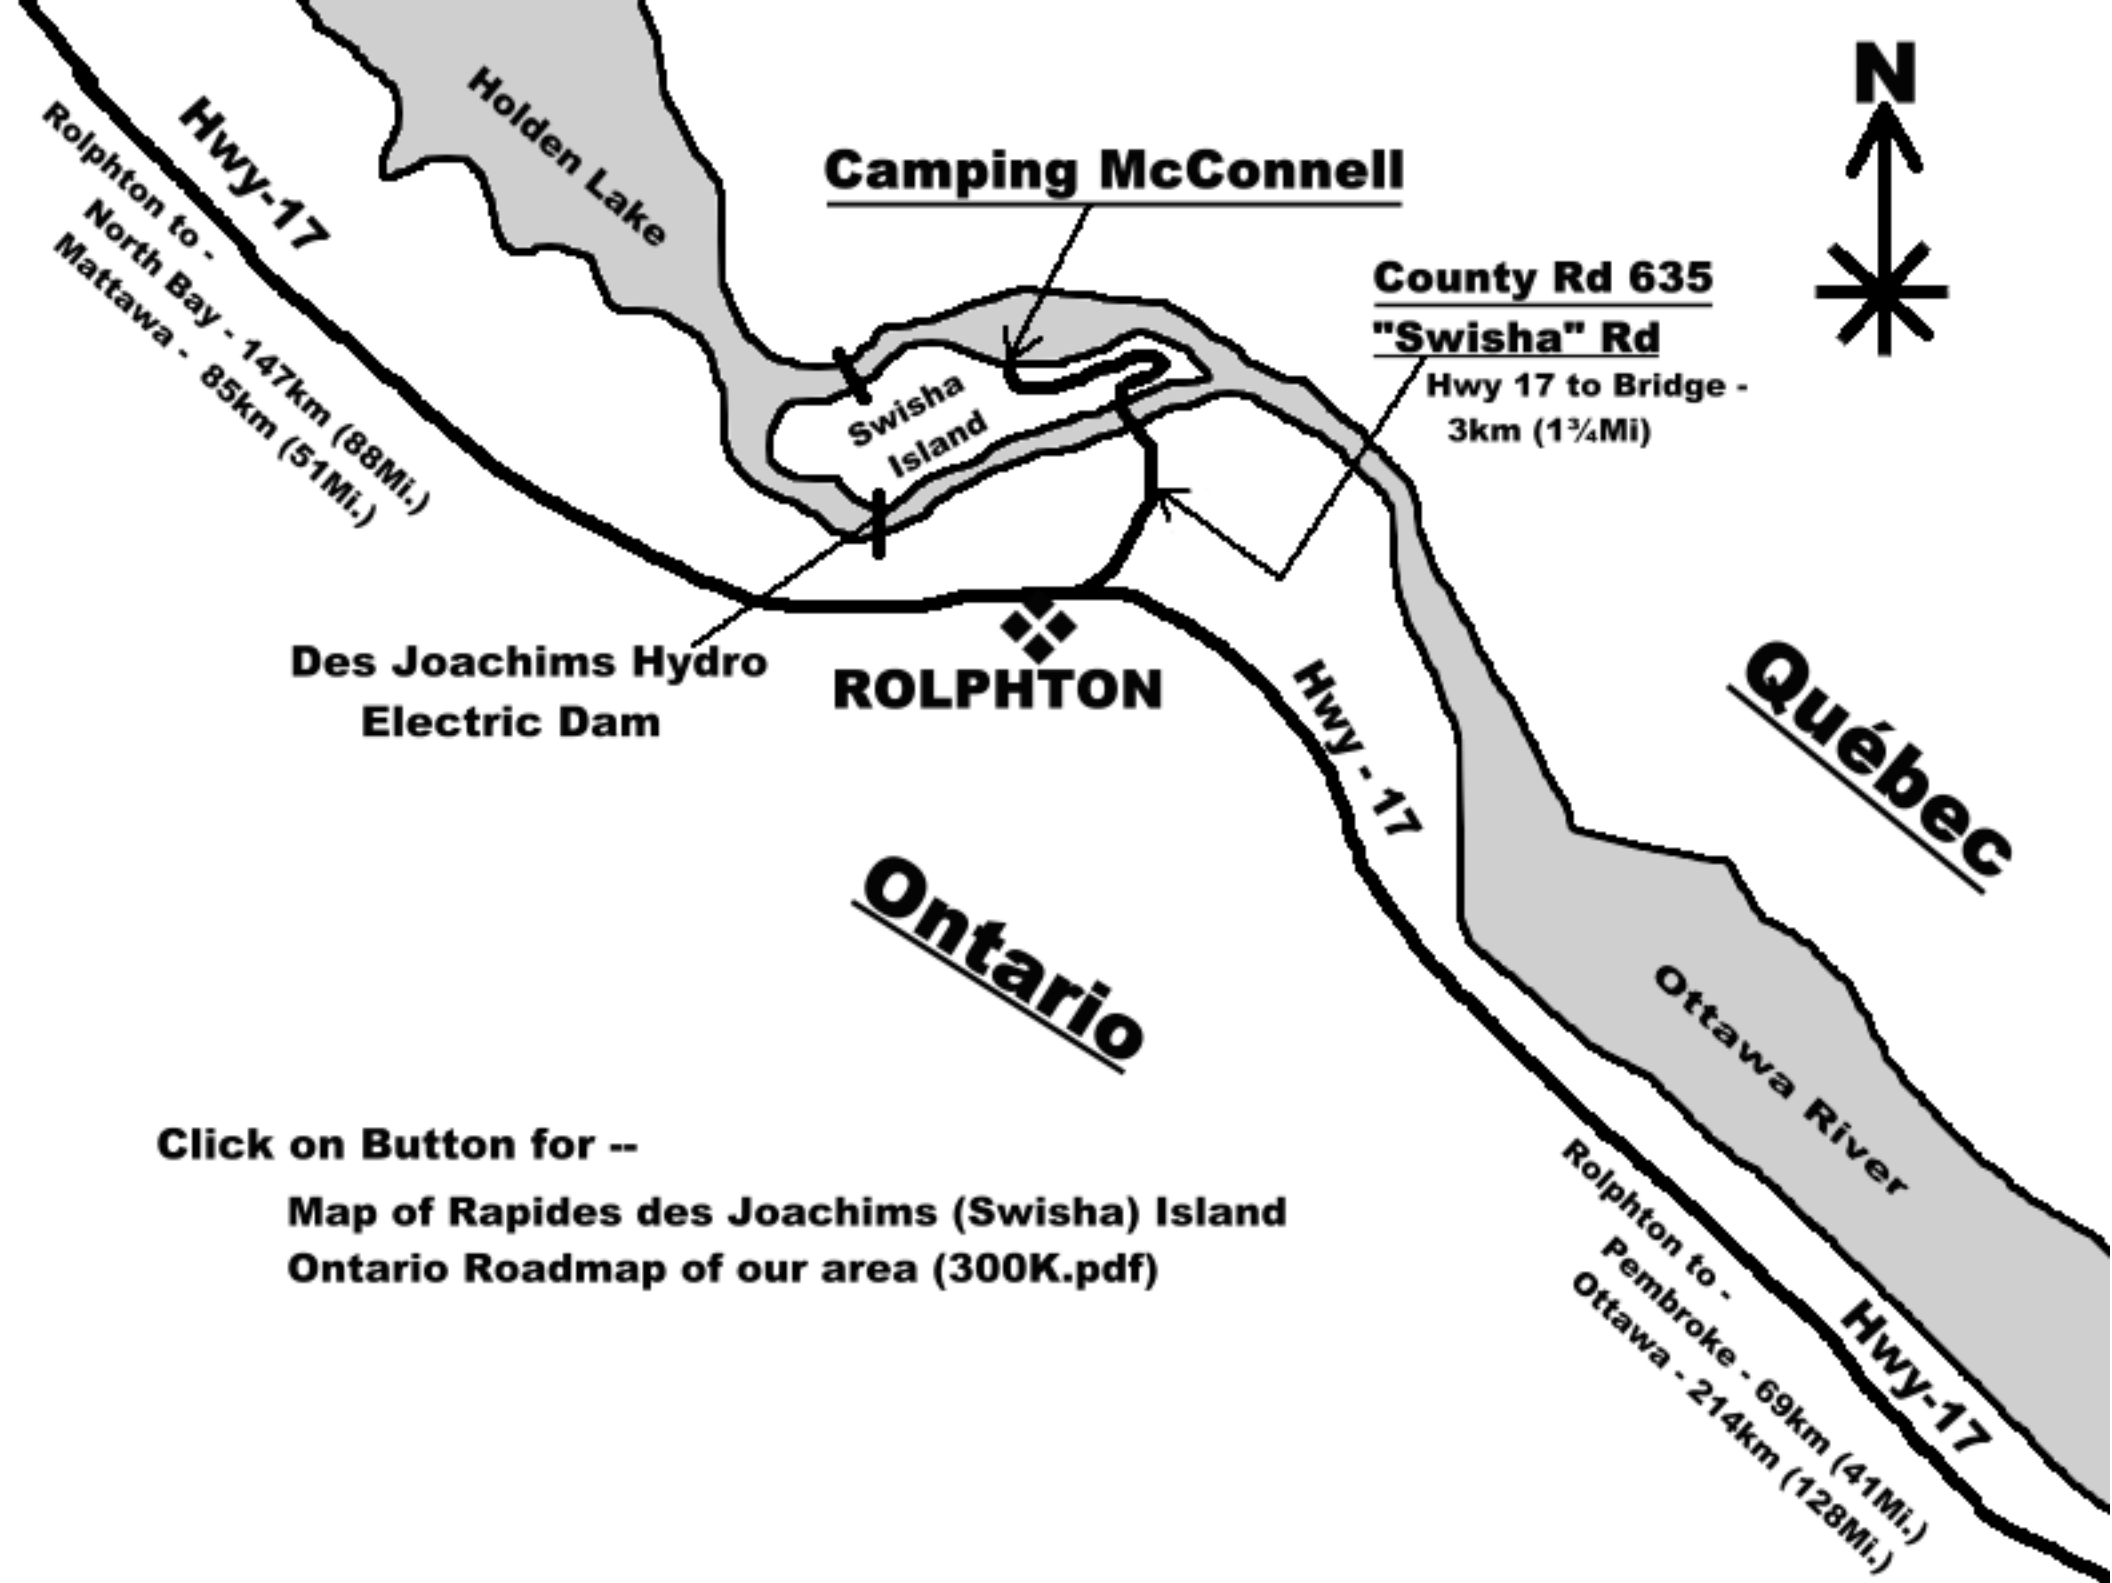 N
Hwy-17
Rolphton to -
North Bay - 147km (88Mi.)
Mattawa - 85km (51Mi.)
Holden Lake
Camping McConnell
County Rd 635
"Swisha" Rd
Hwy 17 to Bridge -
3km (1¾Mi)
Swisha
Island
Des Joachims Hydro
Electric Dam
ROLPHTON
Hwy - 17
Québec
Ontario
Ottawa River
Click on Button for --
Map of Rapides des Joachims (Swisha) Island
Ontario Roadmap of our area (300K.pdf)
Rolphton to -
Pembroke - 69km (41Mi.)
Ottawa - 214km (128Mi.)
Hwy-17